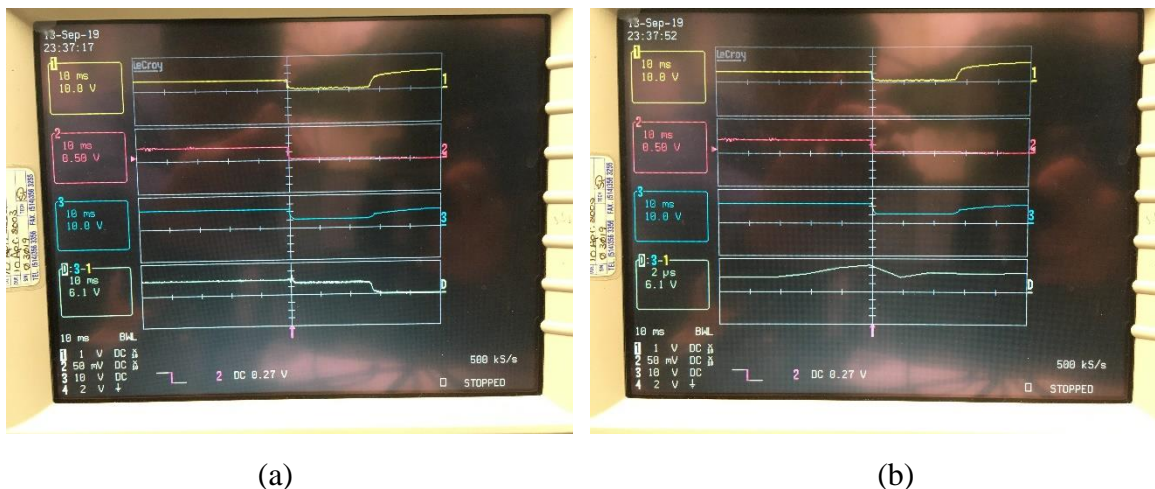 13-Sep-19
23:37:17
LeCroy
1
10 ms
10.0 V
1
2
10 ms
0.50 V
2
3
10 ms
10.0 V
3
D:3-1
10 ms
6.1 V
D
10 ms BWL
1 1 V DC
2 50 mV DC
3 10 V DC
4 2 V
2 DC 0.27 V
500 kS/s
STOPPED
(a)
13-Sep-19
23:37:52
LeCroy
1
10 ms
10.0 V
1
2
10 ms
0.50 V
2
3
10 ms
10.0 V
3
D:3-1
2 µs
6.1 V
D
10 ms BWL
1 1 V DC
2 50 mV DC
3 10 V DC
4 2 V
2 DC 0.27 V
500 kS/s
STOPPED
(b)